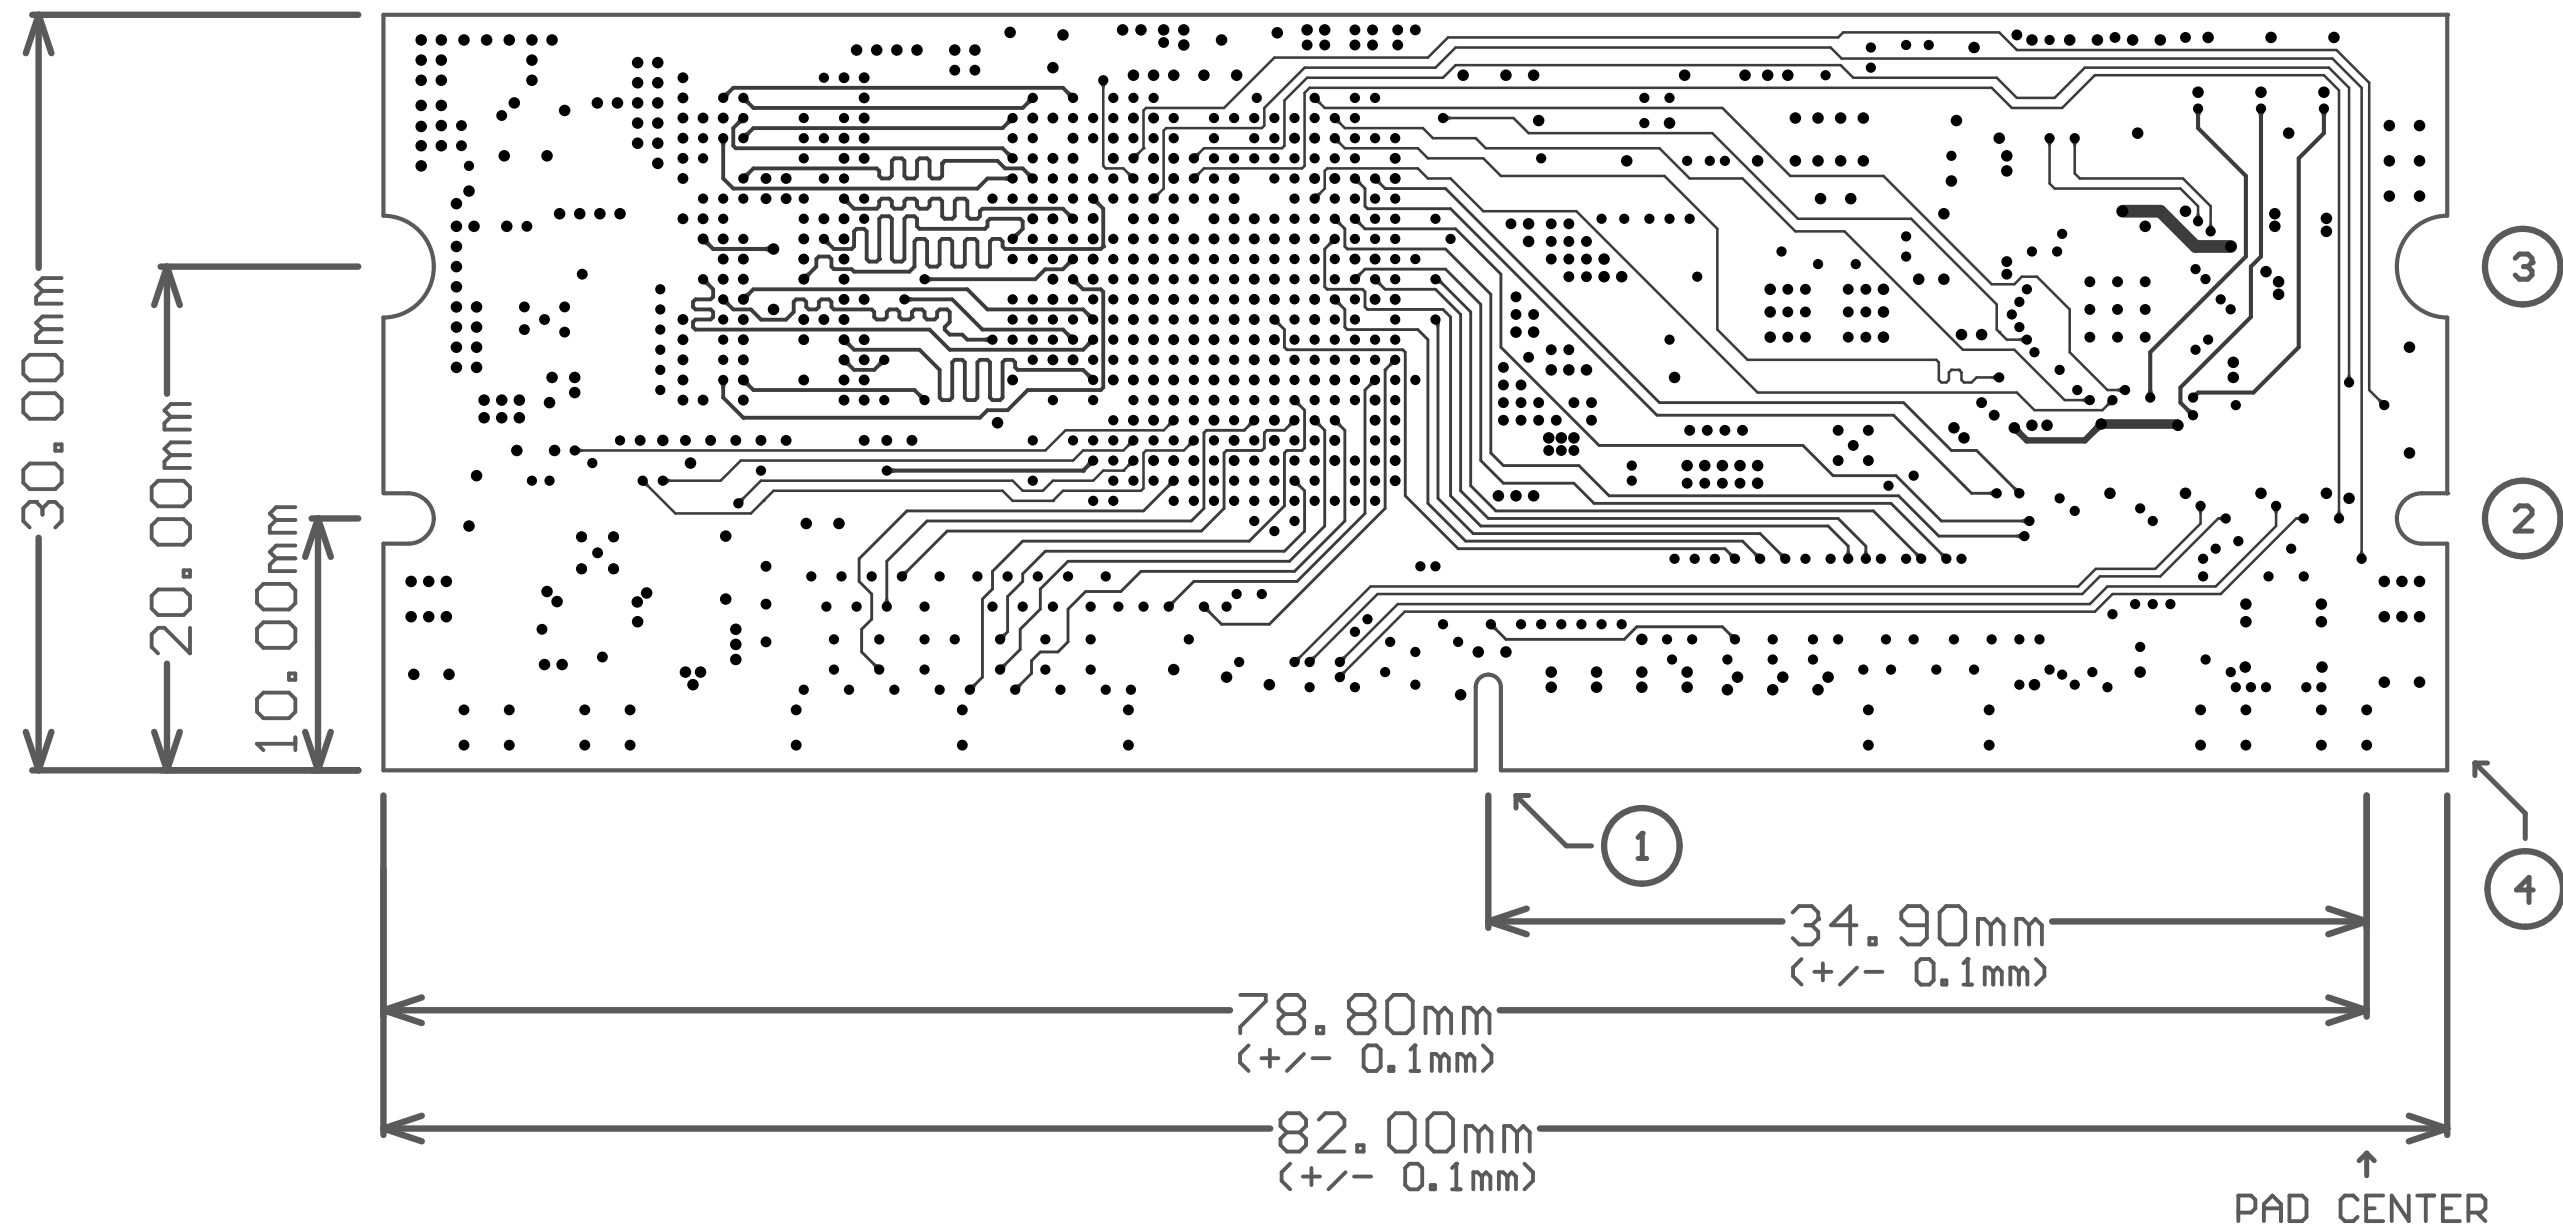 30.00mm
20.00mm
10.00mm
3
2
1
4
34.90mm
(+/- 0.1mm)
78.80mm
(+/- 0.1mm)
82.00mm
(+/- 0.1mm)
PAD CENTER